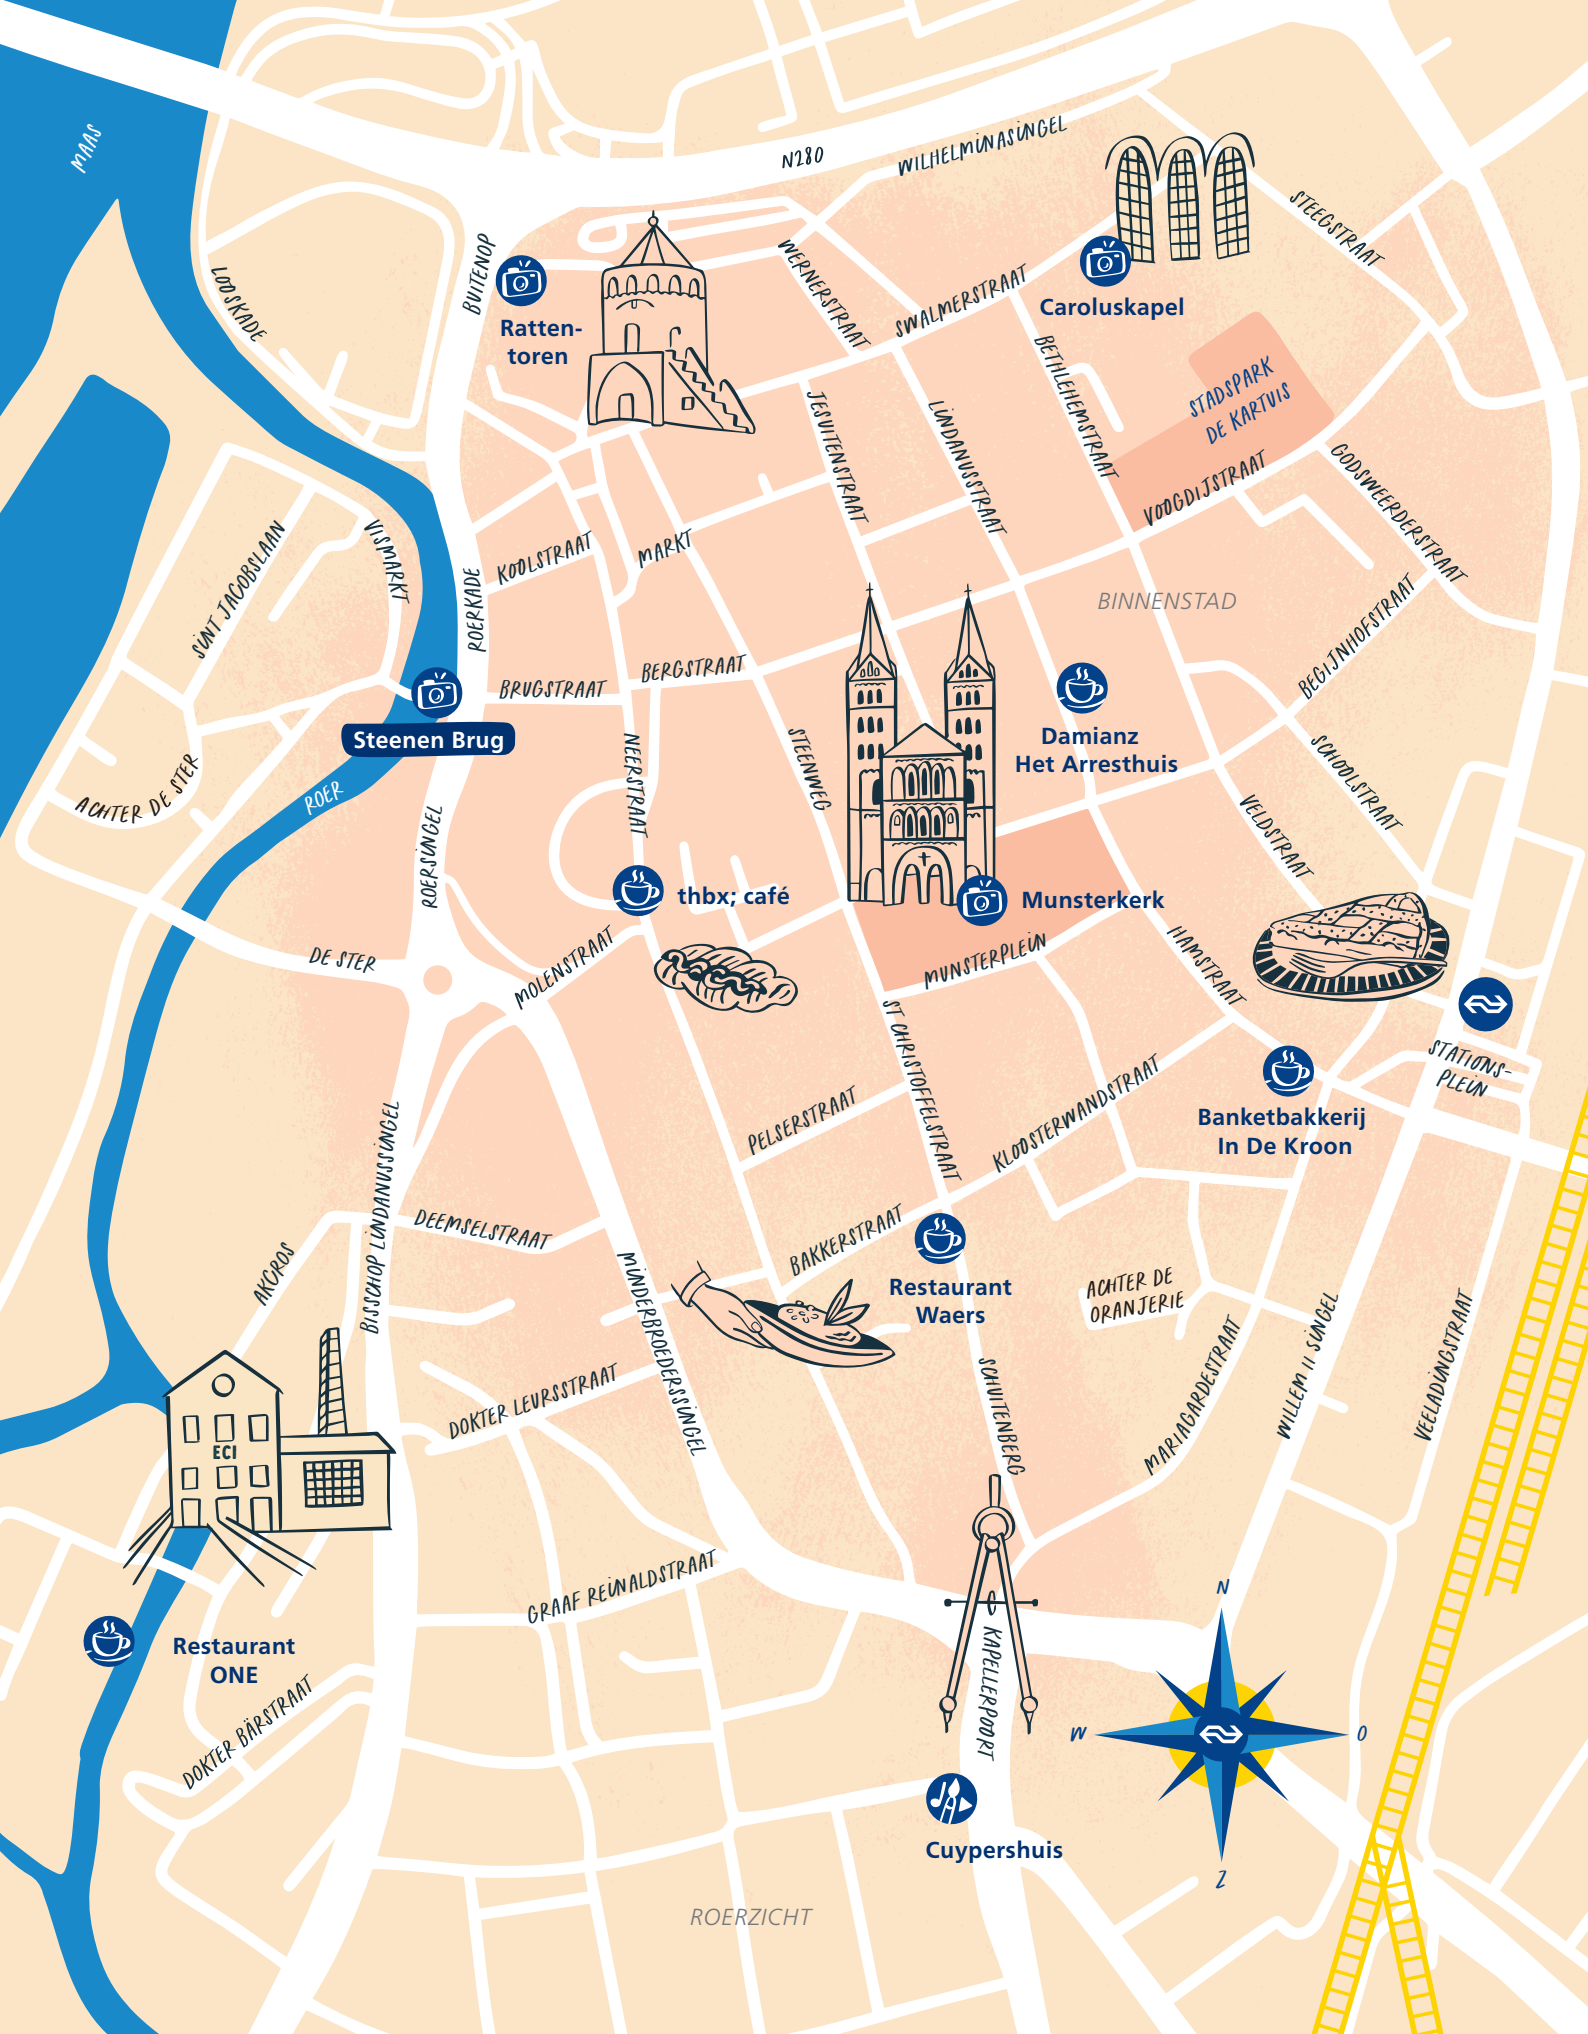 MAAS
N280
WILHELMINASINGEL
STEEGSTRAAT
LOOSKADE
BUITENOP
Ratten-
toren
WERNERSTRAAT
SWALMERSTRAAT
Caroluskapel
BETHLEHEMSTRAAT
STADSPARK
DE KARTUIS
JESUITENSTRAAT
LINDANUSSTRAAT
VOOGDIJSTRAAT
GODSWEERDERSTRAAT
SINT JACOBSLAAN
VISMARKT
ROERKADE
KOOLSTRAAT
MARKT
BINNENSTAD
BEGIJNHOFSTRAAT
BRUGSTRAAT
BERGSTRAAT
Steenen Brug
ACHTER DE STER
ROER
NEERSTRAAT
STEENWEG
Damianz
Het Arresthuis
SCHOOLSTRAAT
VELDSTRAAT
ROERSINGEL
thbx; café
Munsterkerk
DE STER
MOLENSTRAAT
MUNSTERPLEIN
HAMSTRAAT
ST CHRISTOFFELSTRAAT
STATIONS-
PLEIN
PELSERSTRAAT
KLOOSTERWANDSTRAAT
Banketbakkerij
In De Kroon
BISSCHOP LINDANUSSINGEL
DEEMSELSTRAAT
AKCROS
BAKKERSTRAAT
Restaurant
Waers
ACHTER DE
ORANJERIE
MINDERBROEDERSSINGEL
DOKTER LEURSSTRAAT
SCHUITENBERG
MARIAGARDESTRAAT
WILLEM II SINGEL
VEELADINGSTRAAT
ECI
GRAAF REINALDSTRAAT
Restaurant
ONE
DOKTER BÄRSTRAAT
KAPELLERPOORT
N
W
O
Z
Cuypershuis
ROERZICHT